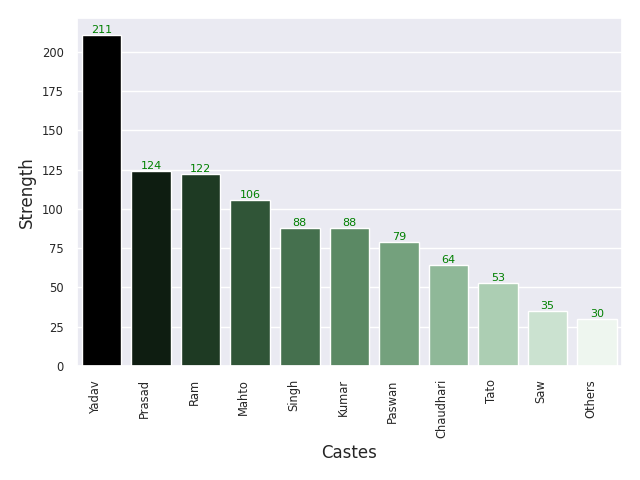 211
124
122
106
88
88
79
64
53
35
30
200
175
150
125
100
75
50
25
0
Strength
Yadav
Prasad
Ram
Mahto
Singh
Kumar
Paswan
Chaudhari
Tato
Saw
Others
Castes